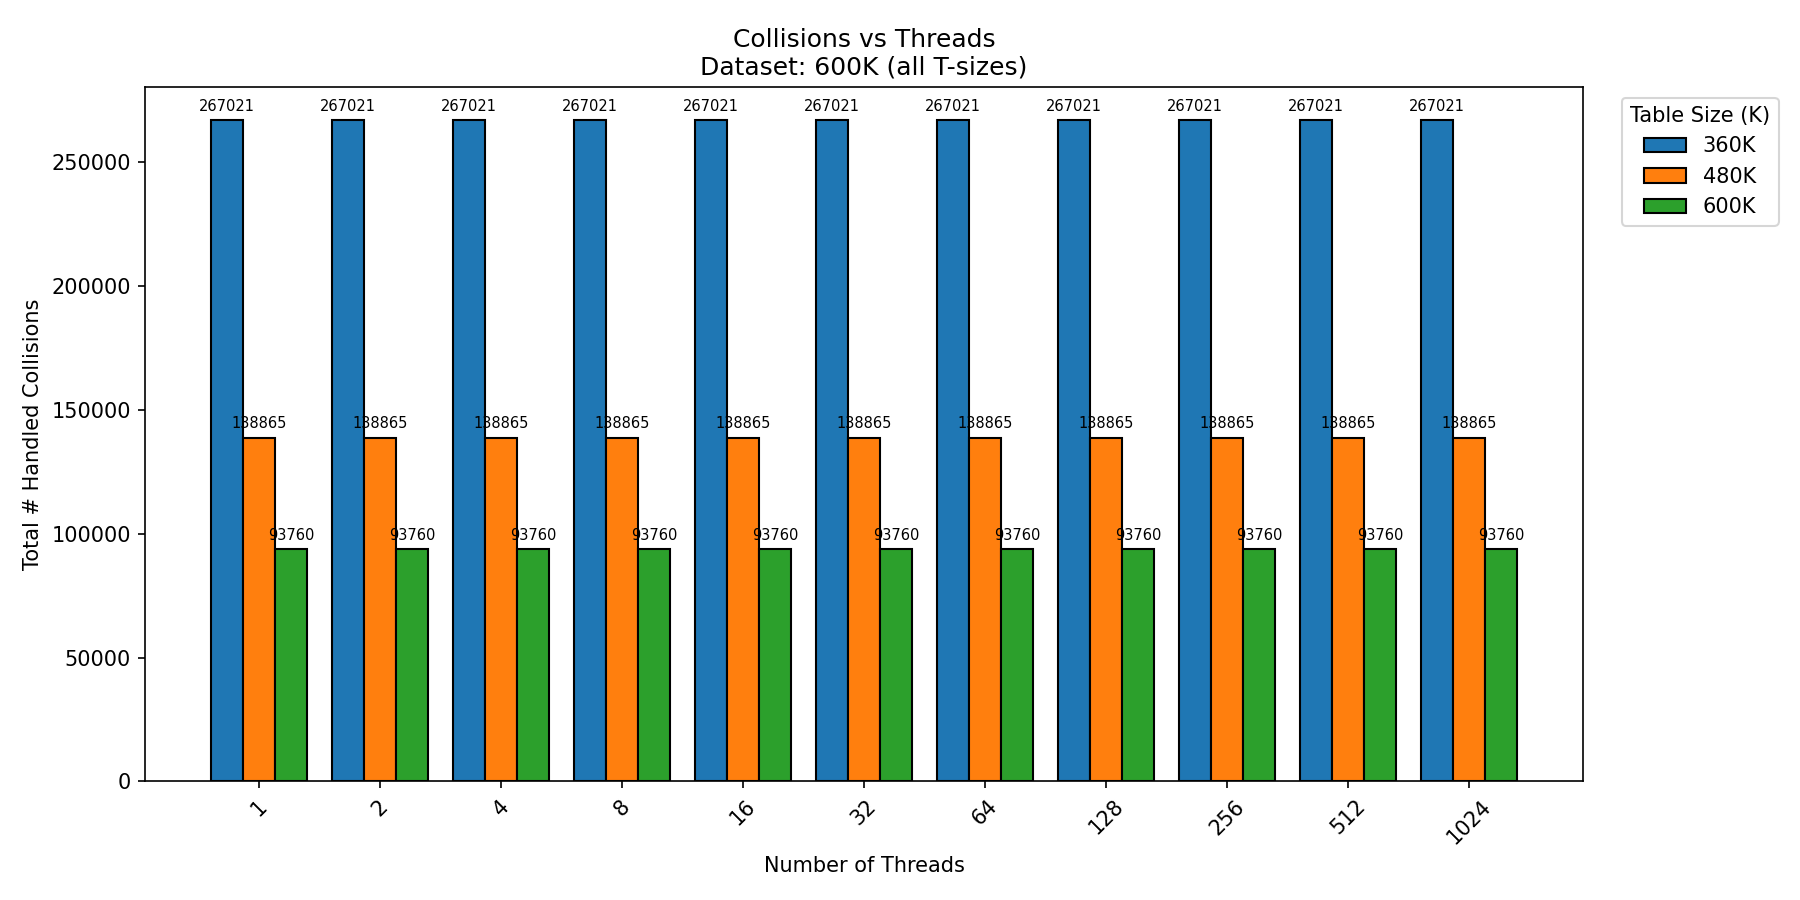 Collisions vs Threads
Dataset: 600K (all T-sizes)
267021 267021 267021 267021 267021 267021 267021 267021 267021 267021 267021
138865 138865 138865 138865 138865 138865 138865 138865 138865 138865 138865
93760 93760 93760 93760 93760 93760 93760 93760 93760 93760 93760
Total # Handled Collisions
250000
200000
150000
100000
50000
0
1 2 4 8 16 32 64 128 256 512 1024
Number of Threads
Table Size (K)
360K
480K
600K